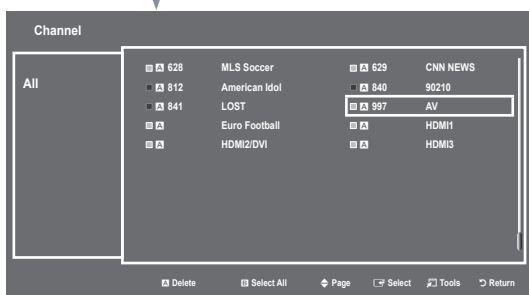 Channel
All
A 628 MLS Soccer A 629 CNN NEWS
A 812 American Idol A 840 90210
A 841 LOST A 997 AV
A Euro Football A HDMI1
A HDMI2/DVI A HDMI3
A Delete B Select All Page Select Tools Return